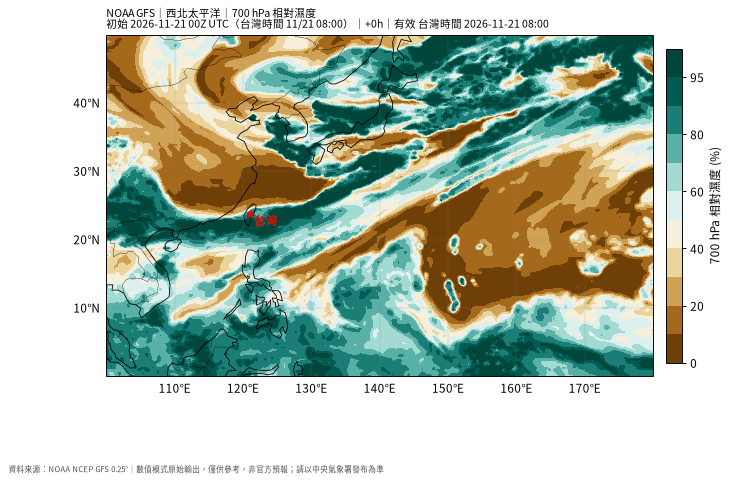 NOAA GFS｜西北太平洋｜700 hPa 相對濕度
初始 2026-11-21 00Z UTC（台灣時間 11/21 08:00）｜+0h｜有效 台灣時間 2026-11-21 08:00
40°N
30°N
20°N
10°N
110°E
120°E
130°E
140°E
150°E
160°E
170°E
台灣
95
80
60
40
20
0
700 hPa 相對濕度 (%)
資料來源：NOAA NCEP GFS 0.25°｜數值模式原始輸出，僅供參考，非官方預報；請以中央氣象署發布為準